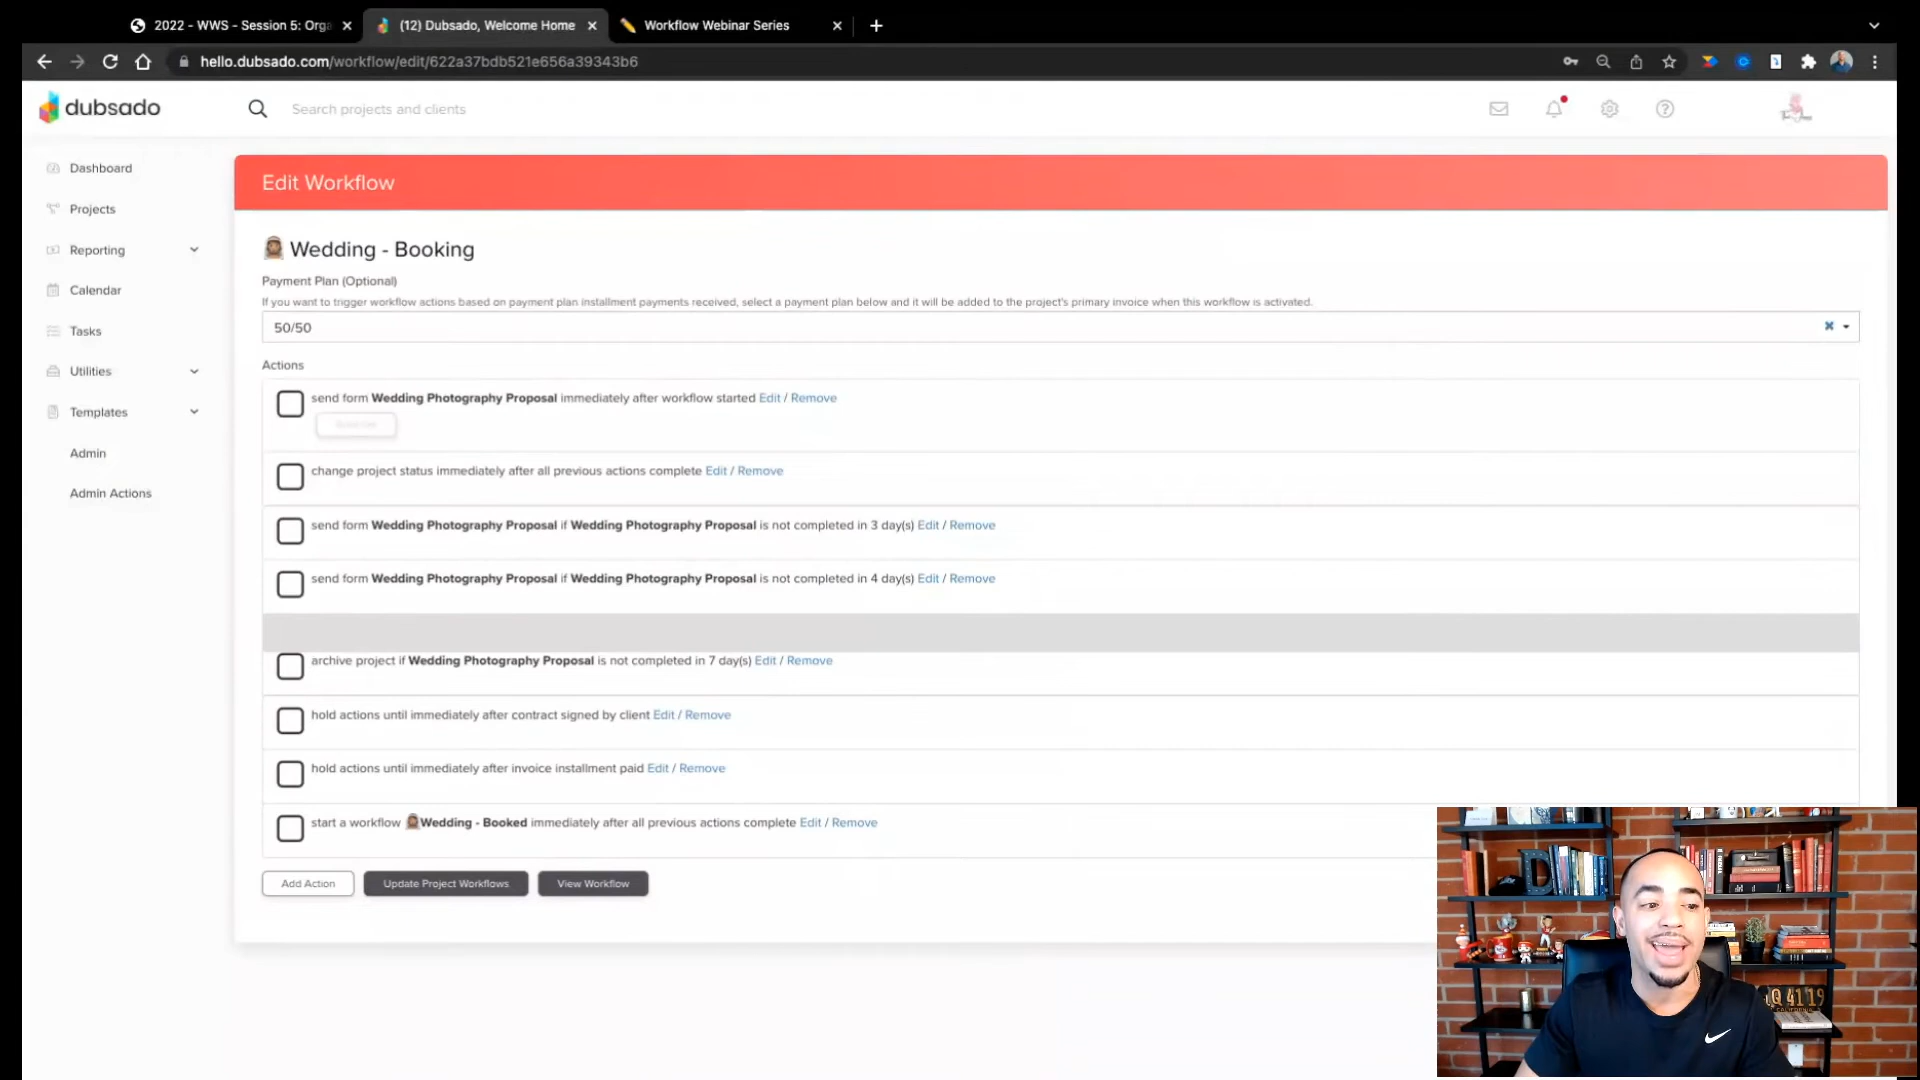 2022 - WWS - Session 5: Orga
(12) Dubsado, Welcome Home
Workflow Webinar Series
hello.dubsado.com/workflow/edit/622a37bdb521e656a39343b6
dubsado
Search projects and clients
Dashboard
Projects
Reporting
Calendar
Tasks
Utilities
Templates
Admin
Admin Actions
Edit Workflow
Wedding - Booking
Payment Plan (Optional)
If you want to trigger workflow actions based on payment plan installment payments received, select a payment plan below and it will be added to the project's primary invoice when this workflow is activated.
50/50
Actions
send form Wedding Photography Proposal immediately after workflow started Edit / Remove
change project status immediately after all previous actions complete Edit / Remove
send form Wedding Photography Proposal if Wedding Photography Proposal is not completed in 3 day(s) Edit / Remove
send form Wedding Photography Proposal if Wedding Photography Proposal is not completed in 4 day(s) Edit / Remove
archive project if Wedding Photography Proposal is not completed in 7 day(s) Edit / Remove
hold actions until immediately after contract signed by client Edit / Remove
hold actions until immediately after invoice installment paid Edit / Remove
start a workflow Wedding - Booked immediately after all previous actions complete Edit / Remove
Add Action
Update Project Workflows
View Workflow
D
Q 41 19